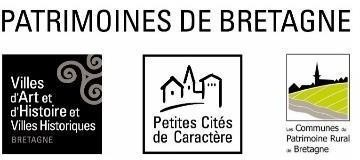 PATRIMOINES DE BRETAGNE
Villes
d'Art et
d'Histoire et
Villes Historiques
BRETAGNE
Petites Cités
de Caractère
Les Communes du
Patrimoine Rural
de Bretagne